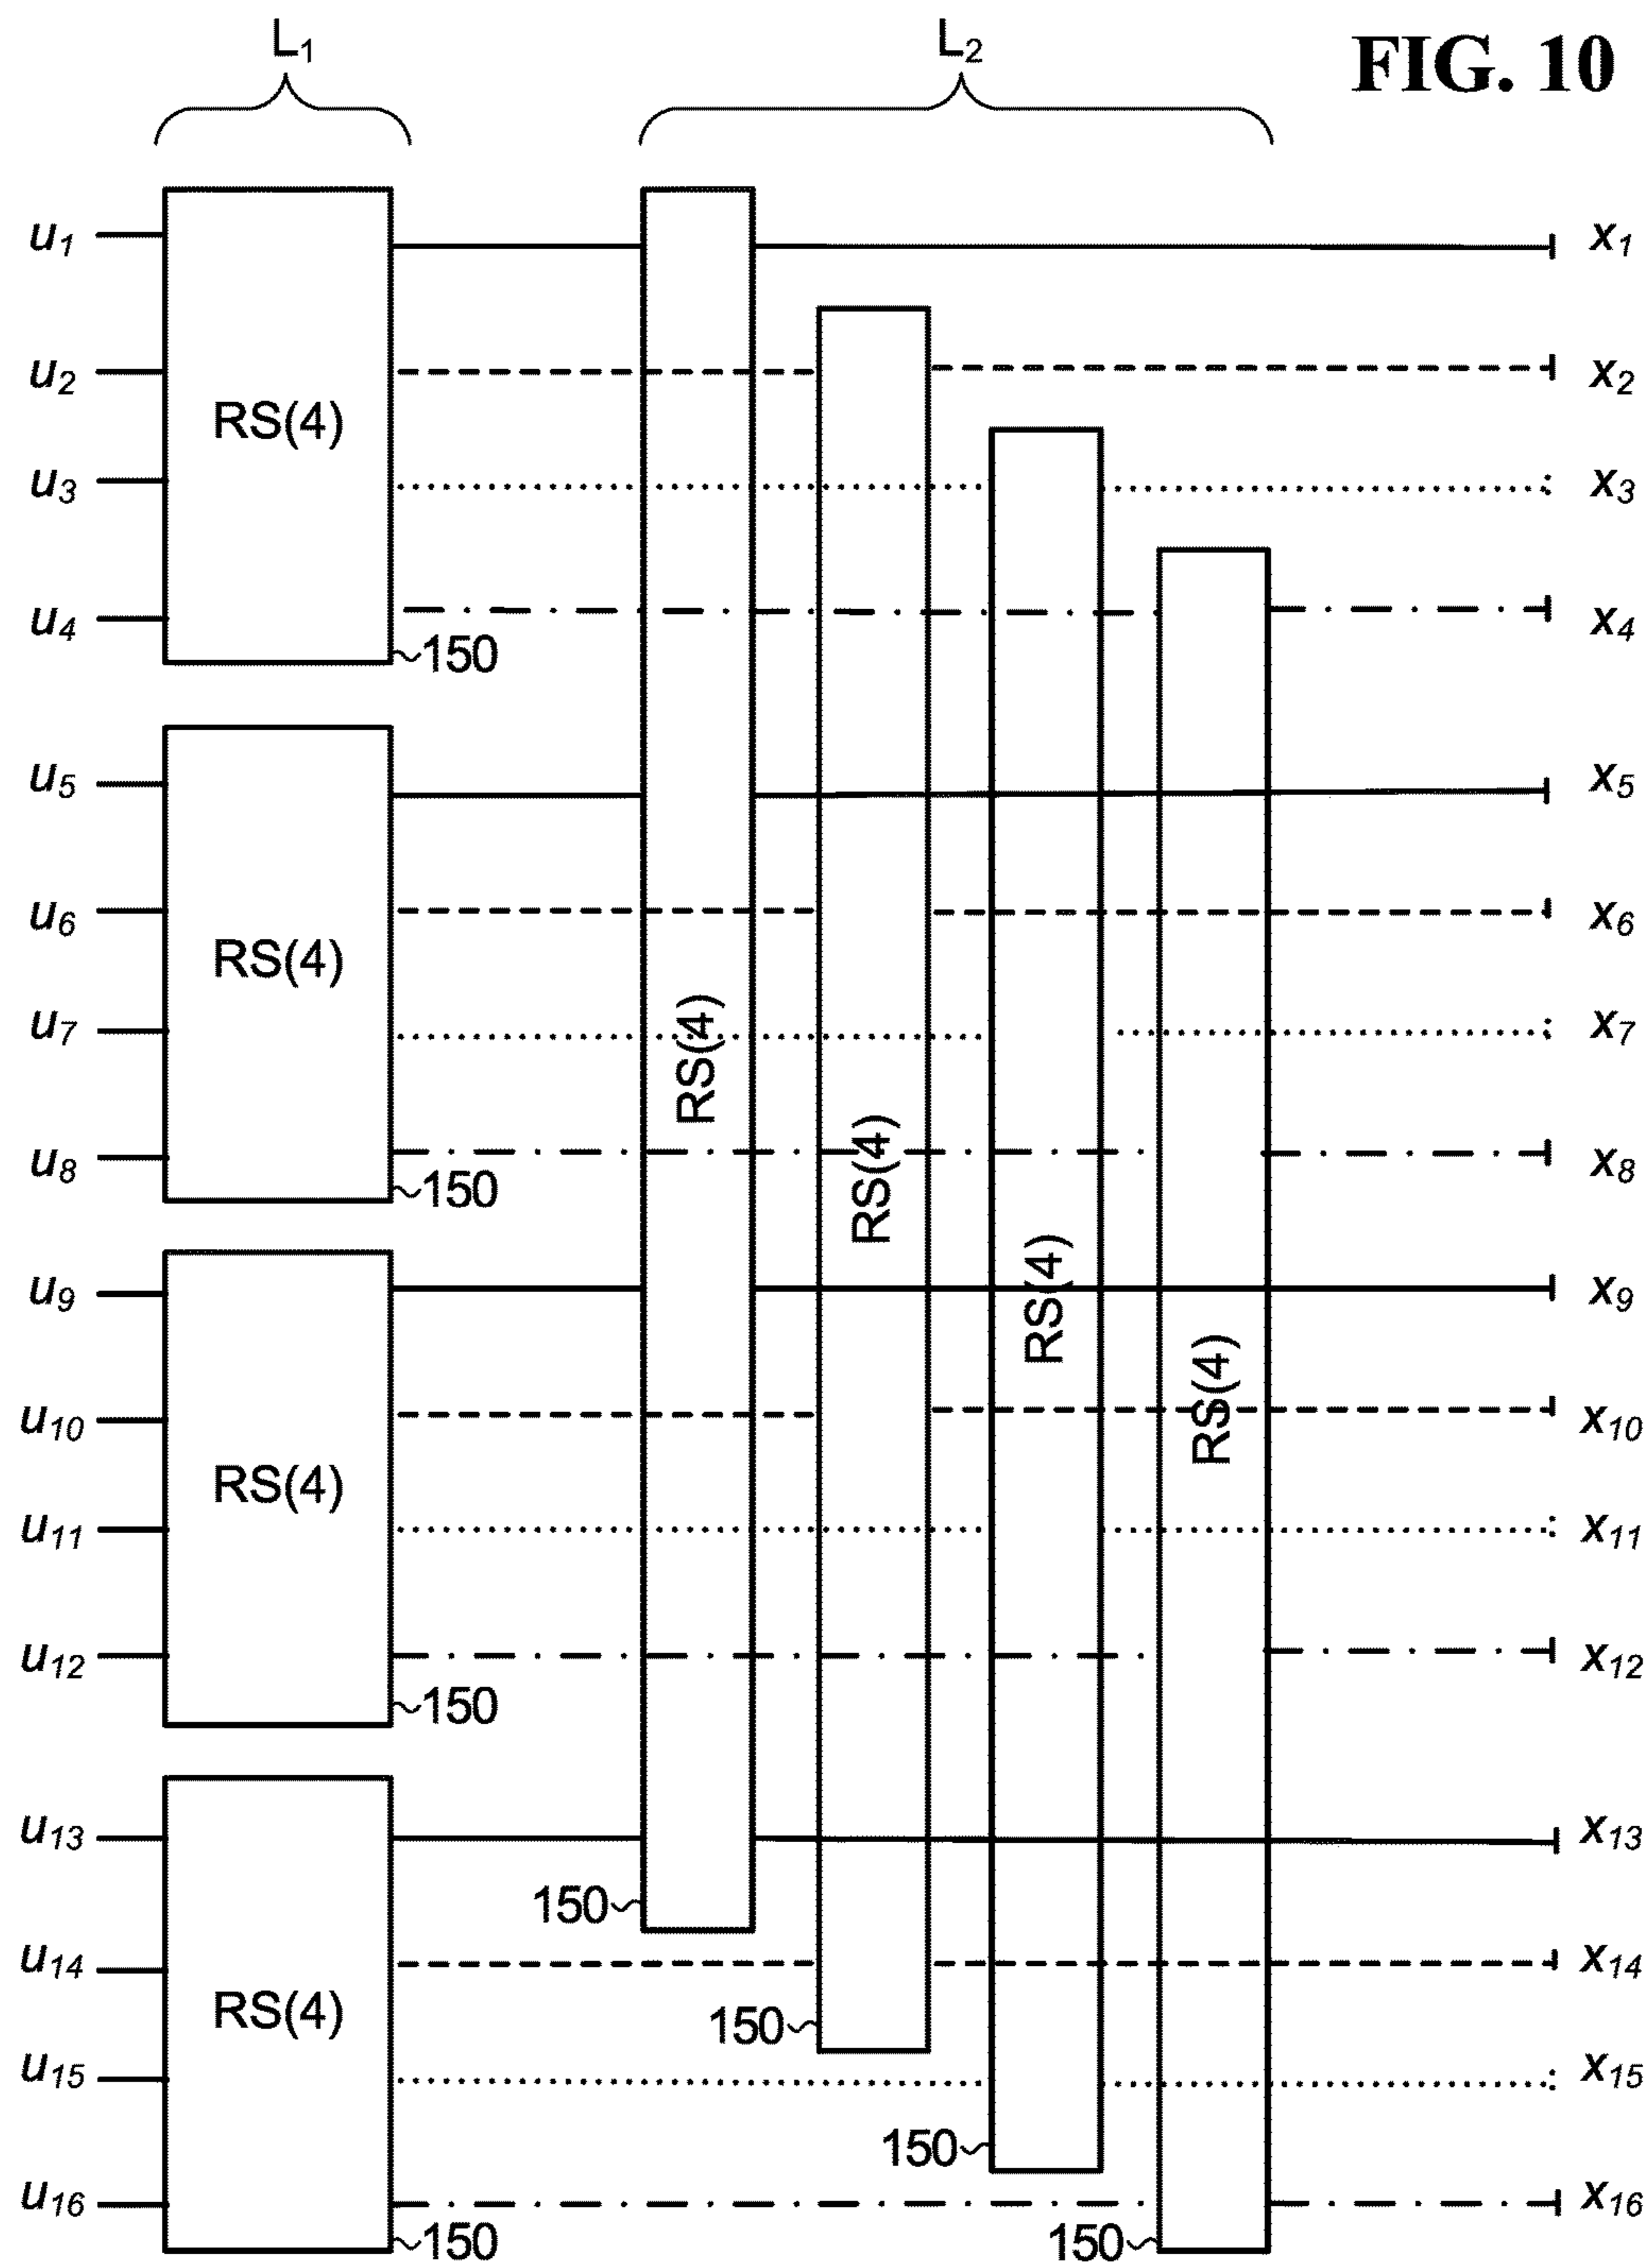 L1 L2 FIG. 10
u1 x1
u2 x2
RS(4)
u3 x3
u4 x4
150
u5 x5
u6 x6
RS(4)
u7 x7
RS(4)
u8 x8
150
RS(4)
u9 x9
RS(4)
u10 x10
RS(4)
RS(4)
u11 x11
u12 x12
150
u13 x13
150
u14 x14
RS(4)
150
u15 x15
150
u16 x16
150 150